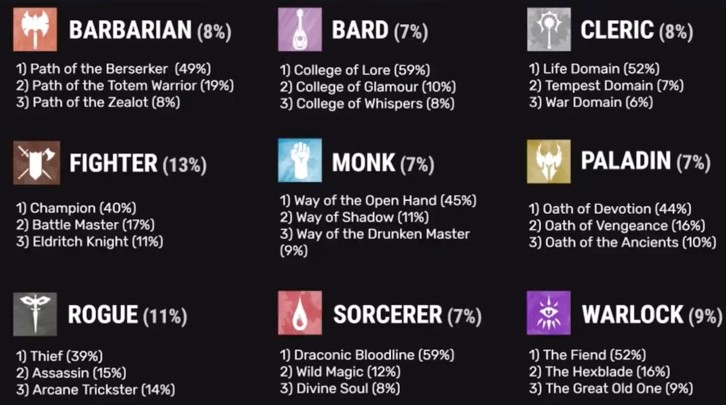 BARBARIAN (8%)
1) Path of the Berserker (49%)
2) Path of the Totem Warrior (19%)
3) Path of the Zealot (8%)
BARD (7%)
1) College of Lore (59%)
2) College of Glamour (10%)
3) College of Whispers (8%)
CLERIC (8%)
1) Life Domain (52%)
2) Tempest Domain (7%)
3) War Domain (6%)
FIGHTER (13%)
1) Champion (40%)
2) Battle Master (17%)
3) Eldritch Knight (11%)
MONK (7%)
1) Way of the Open Hand (45%)
2) Way of Shadow (11%)
3) Way of the Drunken Master
(9%)
PALADIN (7%)
1) Oath of Devotion (44%)
2) Oath of Vengeance (16%)
3) Oath of the Ancients (10%)
ROGUE (11%)
1) Thief (39%)
2) Assassin (15%)
3) Arcane Trickster (14%)
SORCERER (7%)
1) Draconic Bloodline (59%)
2) Wild Magic (12%)
3) Divine Soul (8%)
WARLOCK (9%)
1) The Fiend (52%)
2) The Hexblade (16%)
3) The Great Old One (9%)